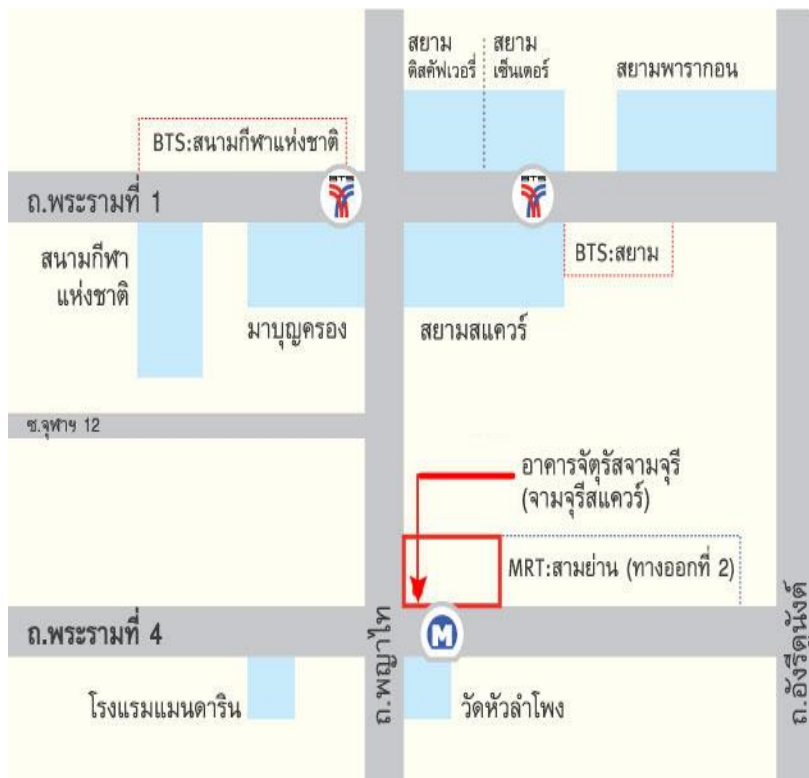 สยาม
ดิสคัฟเวอรี่
สยาม
เซ็นเตอร์
สยามพารากอน
BTS:สนามกีฬาแห่งชาติ
BTS
BTS
ถ.พระรามที่ 1
สนามกีฬา
แห่งชาติ
มาบุญครอง
สยามสแควร์
BTS:สยาม
ซ.จุฬาฯ 12
อาคารจัตุรัสจามจุรี
(จามจุรีสแควร์)
MRT:สามย่าน (ทางออกที่ 2)
M
ถ.พระรามที่ 4
ถ.พญาไท
ถ.อังรีดูนังต์
โรงแรมแมนดาริน
วัดหัวลำโพง